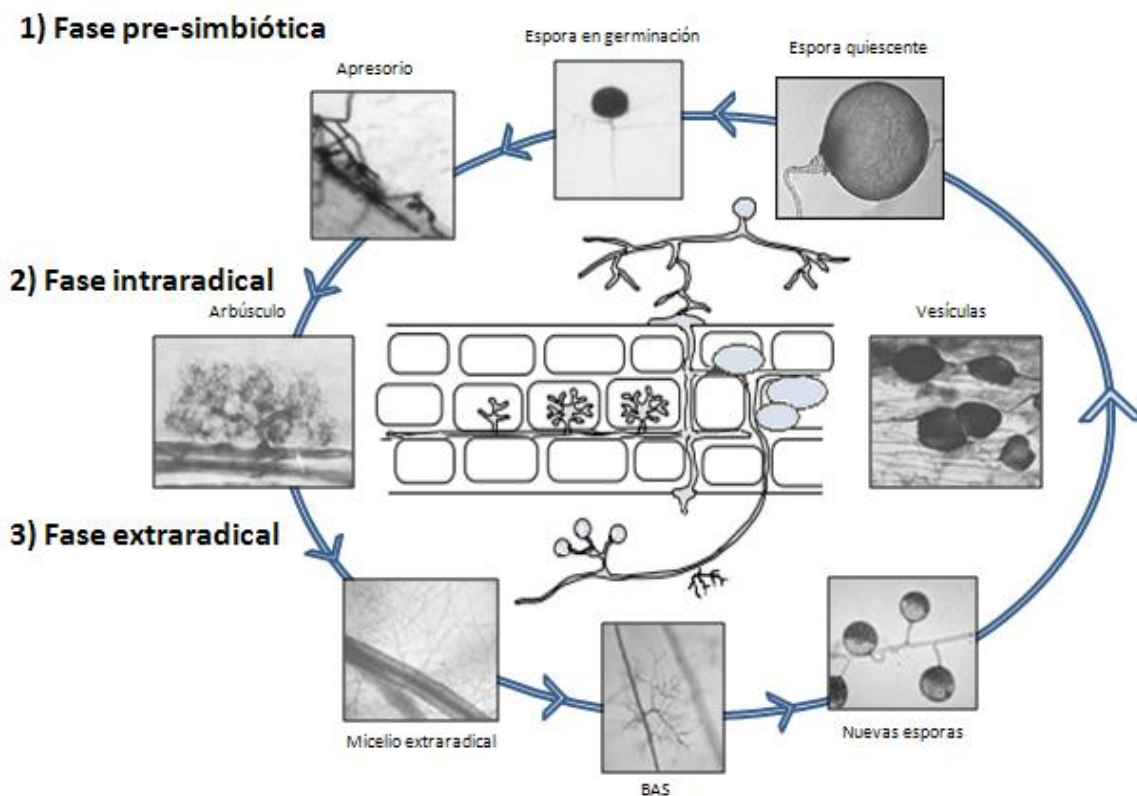 1) Fase pre-simbiótica
Espora en germinación
Espora quiescente
Apresorio
2) Fase intraradical
Arbúsculo
Vesículas
3) Fase extraradical
Micelio extraradical
BAS
Nuevas esporas